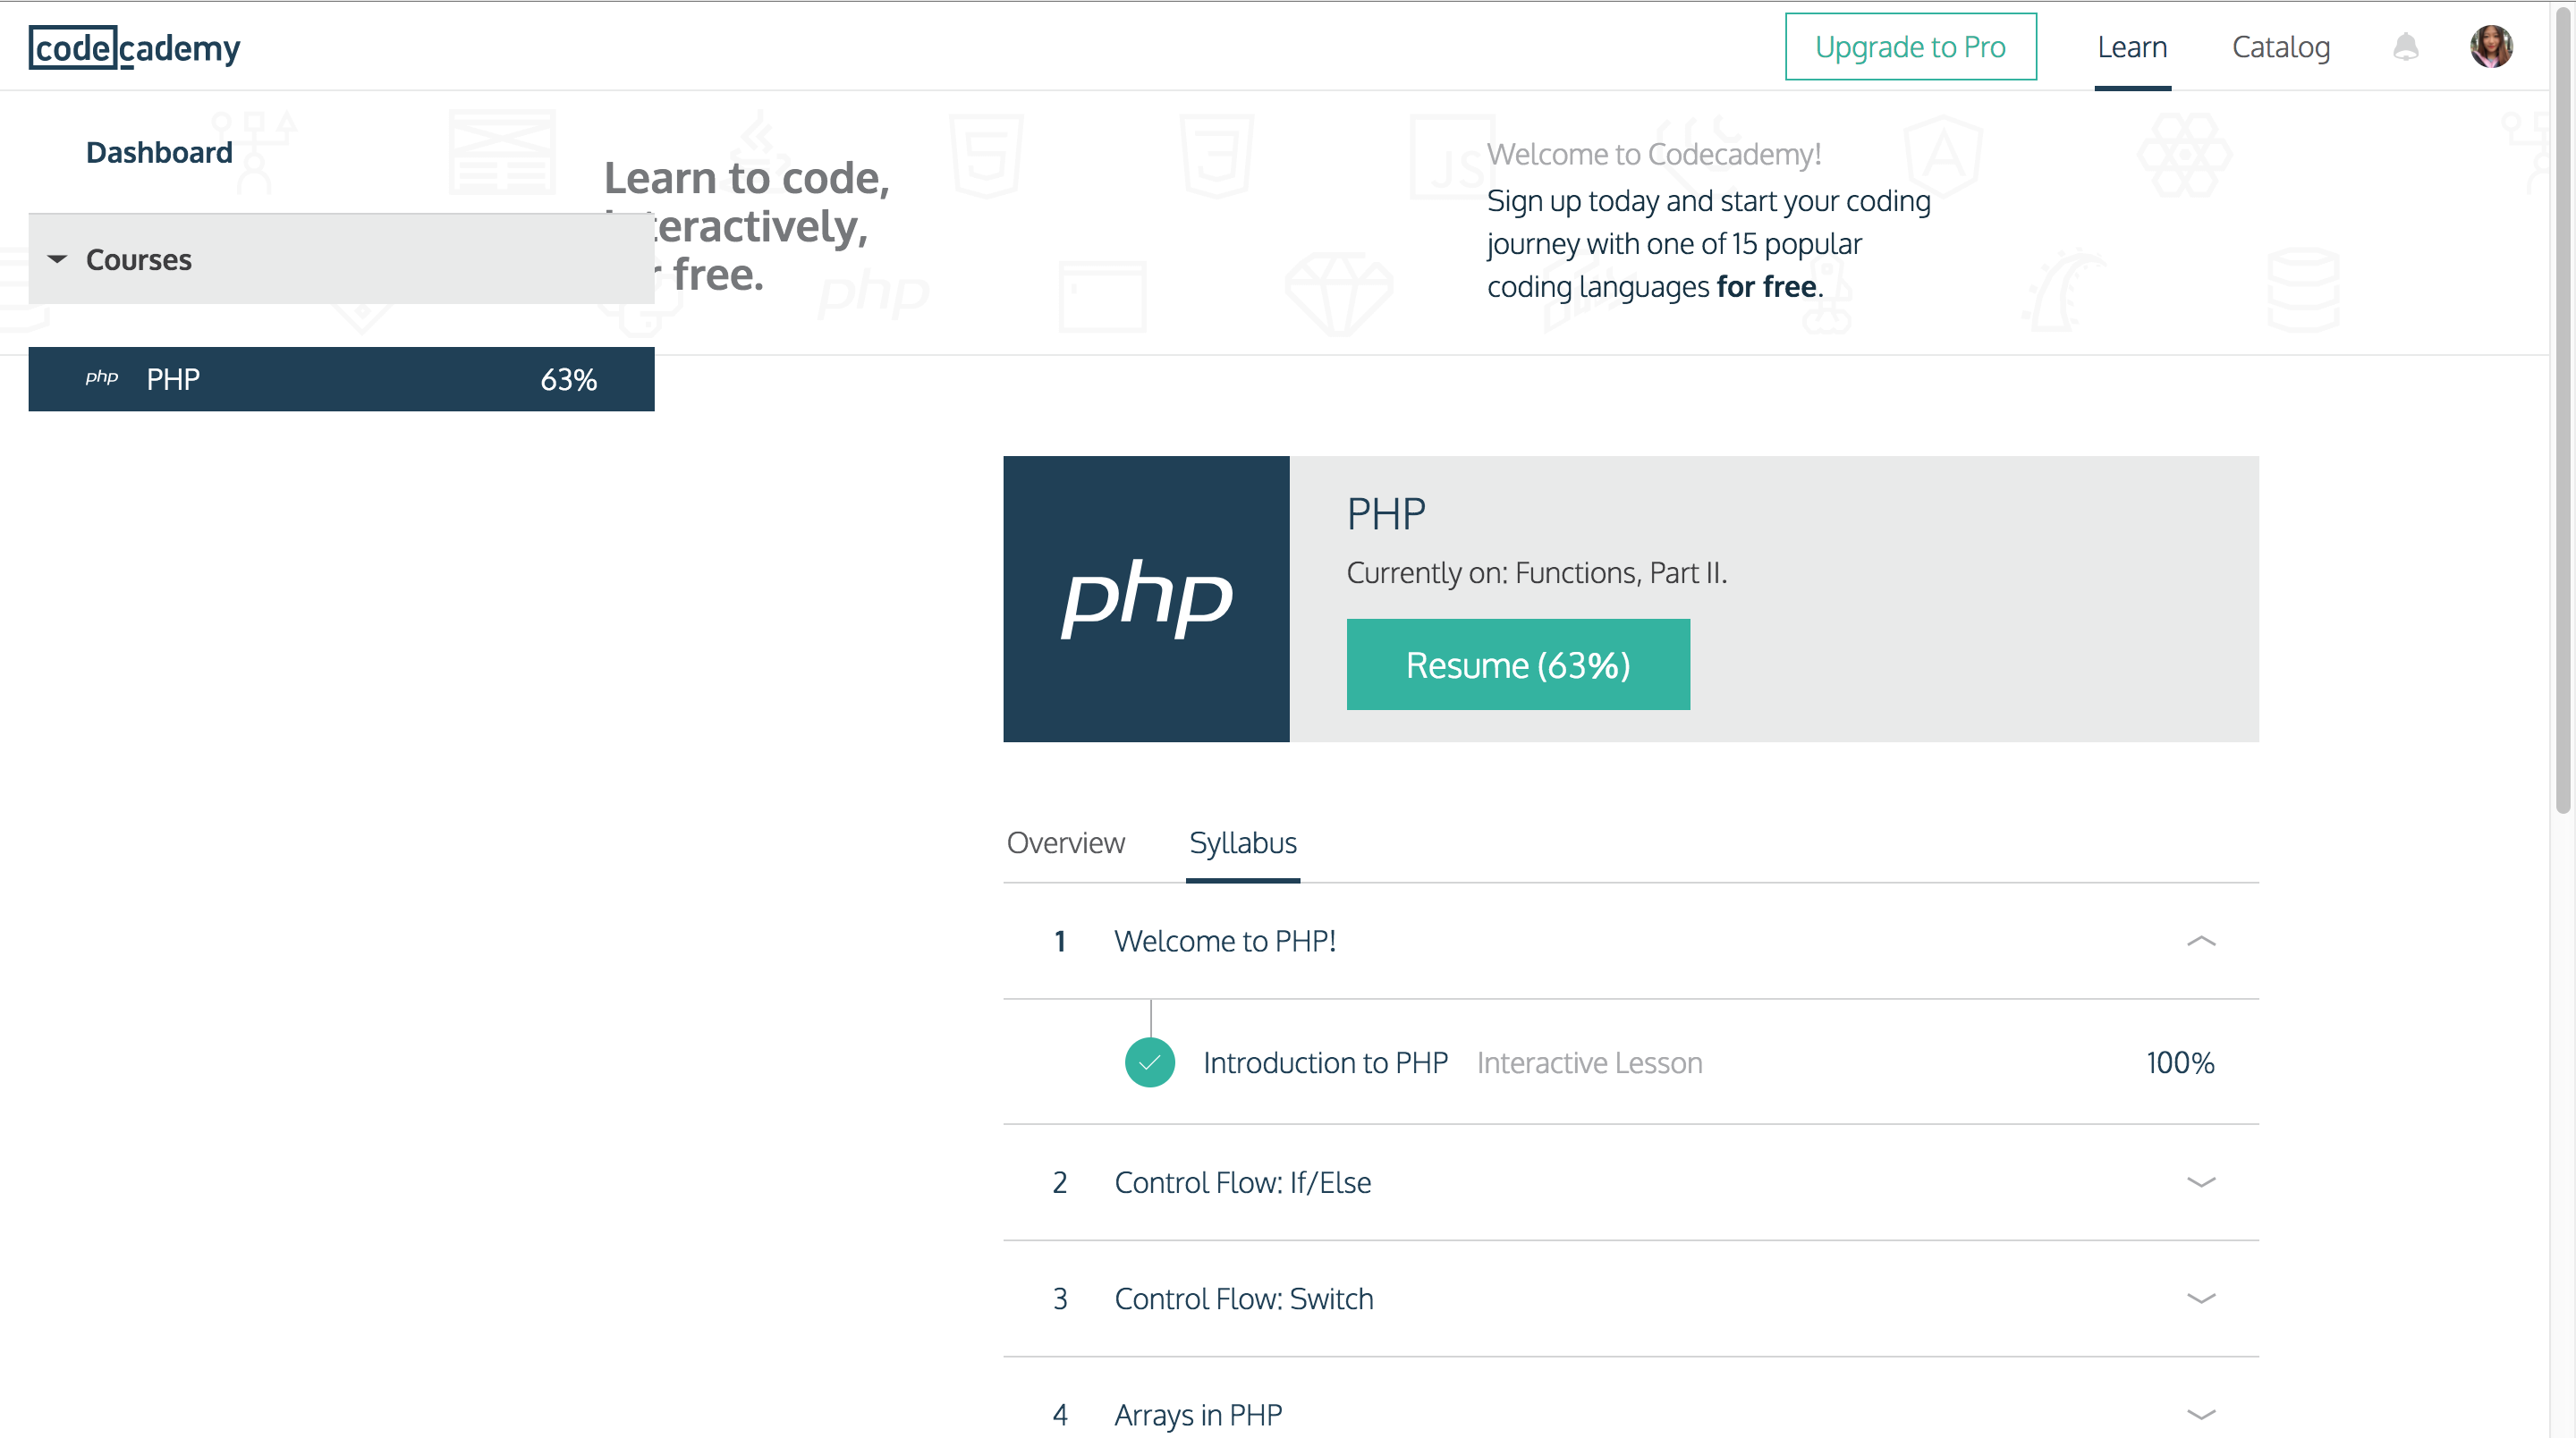 codecademy
Upgrade to Pro
Learn
Catalog
Dashboard
Courses
php PHP 63%
Learn to code,
teractively,
free.
php
JS
Welcome to Codecademy!
Sign up today and start your coding
journey with one of 15 popular
coding languages for free.
php
PHP
Currently on: Functions, Part II.
Resume (63%)
Overview
Syllabus
1 Welcome to PHP!
Introduction to PHP Interactive Lesson 100%
2 Control Flow: If/Else
3 Control Flow: Switch
4 Arrays in PHP